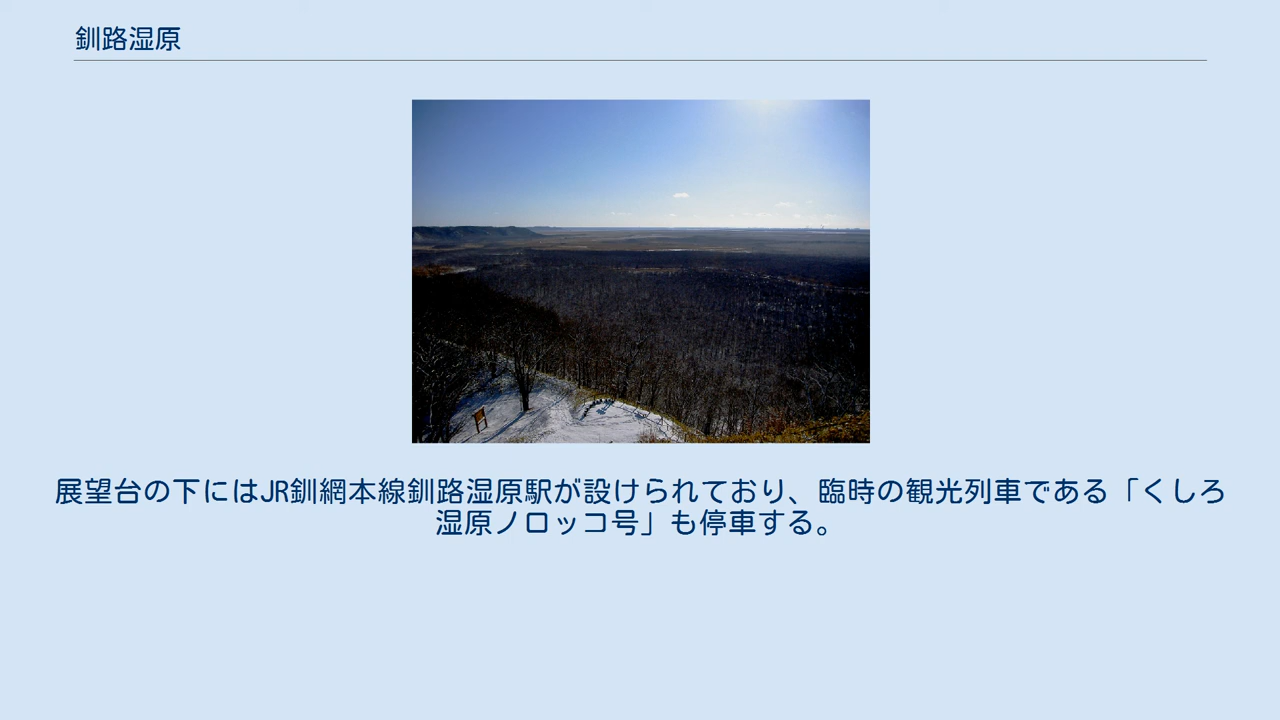 釧路湿原
展望台の下にはJR釧網本線釧路湿原駅が設けられており、臨時の観光列車である「くしろ
湿原ノロッコ号」も停車する。